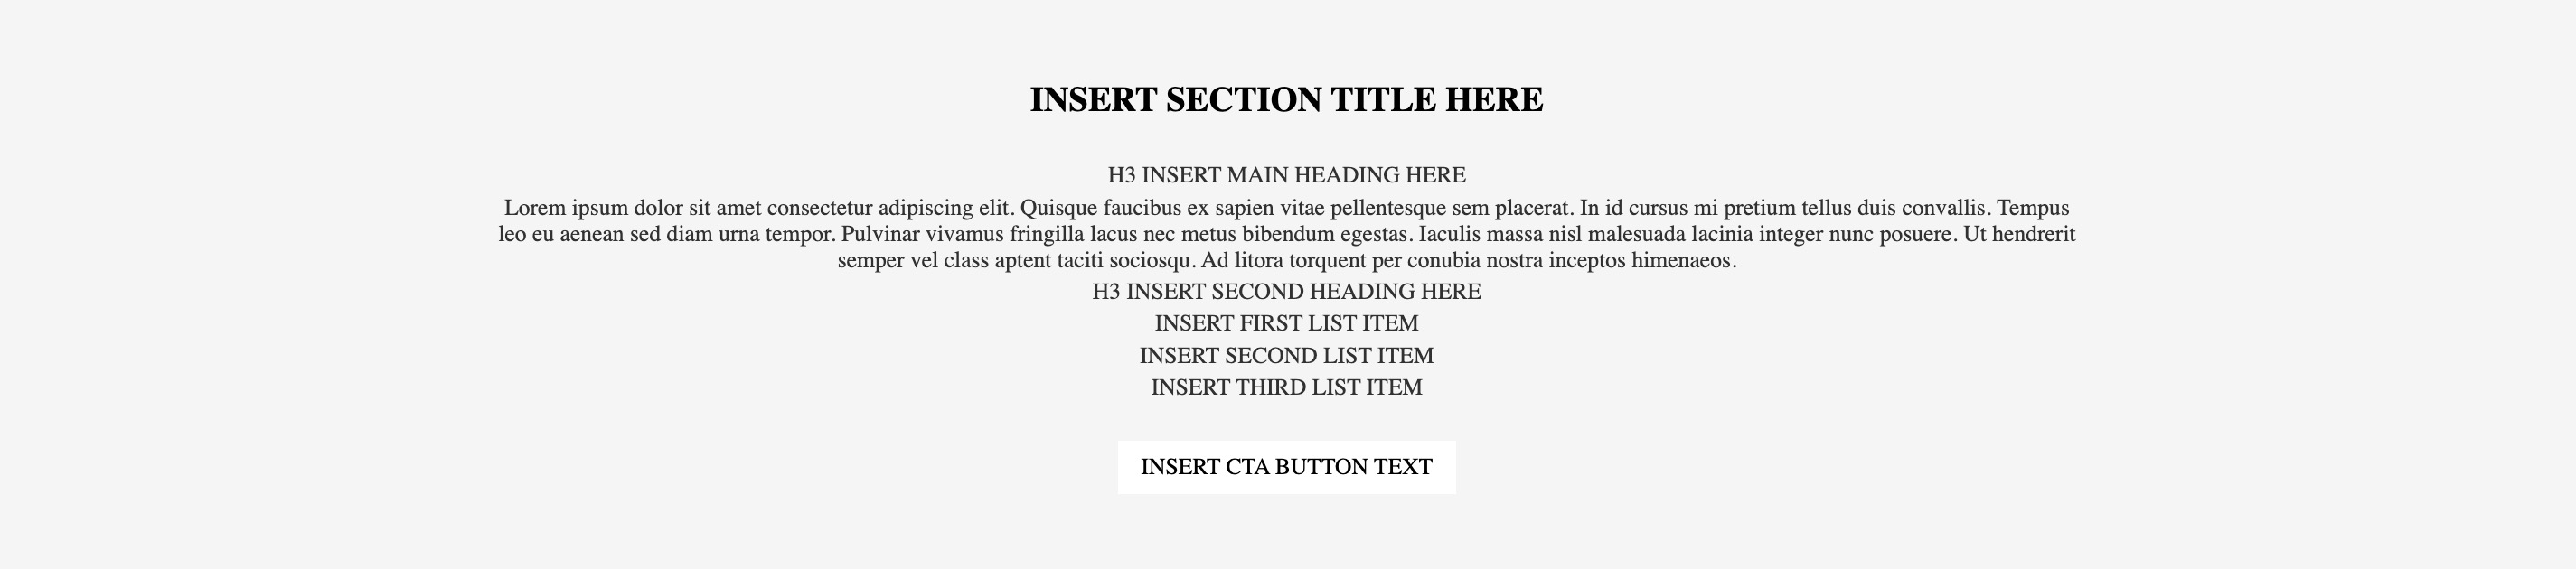 INSERT SECTION TITLE HERE
H3 INSERT MAIN HEADING HERE
Lorem ipsum dolor sit amet consectetur adipiscing elit. Quisque faucibus ex sapien vitae pellentesque sem placerat. In id cursus mi pretium tellus duis convallis. Tempus
leo eu aenean sed diam urna tempor. Pulvinar vivamus fringilla lacus nec metus bibendum egestas. Iaculis massa nisl malesuada lacinia integer nunc posuere. Ut hendrerit
semper vel class aptent taciti sociosqu. Ad litora torquent per conubia nostra inceptos himenaeos.
H3 INSERT SECOND HEADING HERE
INSERT FIRST LIST ITEM
INSERT SECOND LIST ITEM
INSERT THIRD LIST ITEM
INSERT CTA BUTTON TEXT